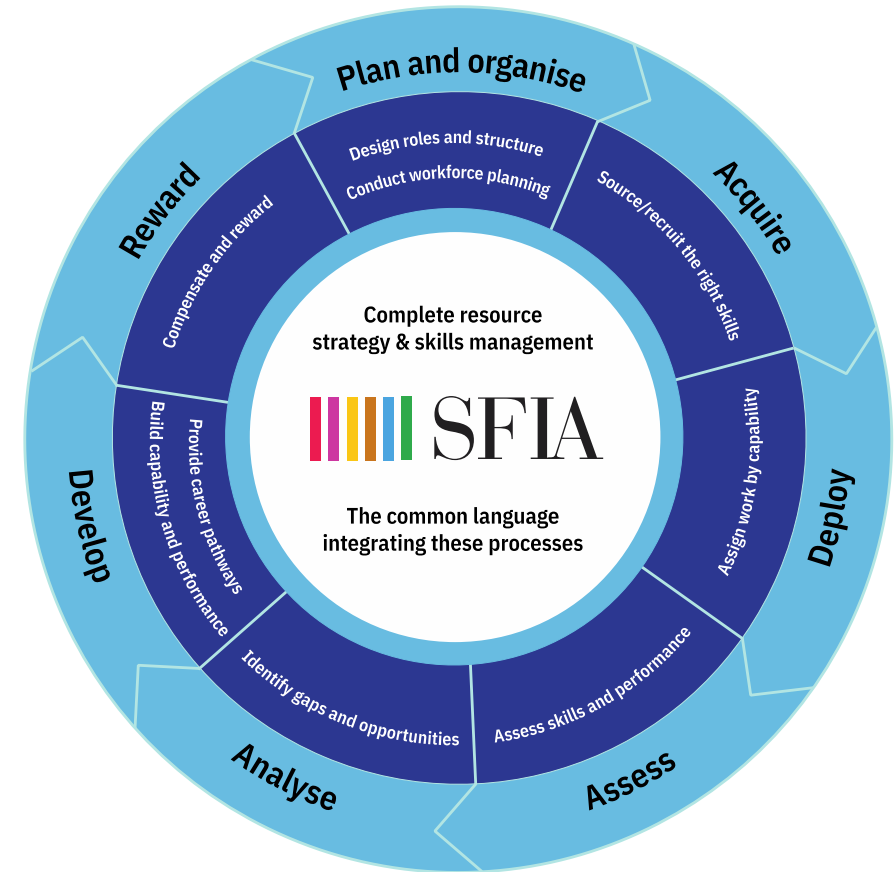 Plan and organise
Design roles and structure
Conduct workforce planning
Acquire
Source/recruit the right skills
Deploy
Assign work by capability
Assess
Assess skills and performance
Analyse
Identify gaps and opportunities
Develop
Provide career pathways
Build capability and performance
Reward
Compensate and reward
Complete resource
strategy & skills management
SFIA
The common language
integrating these processes